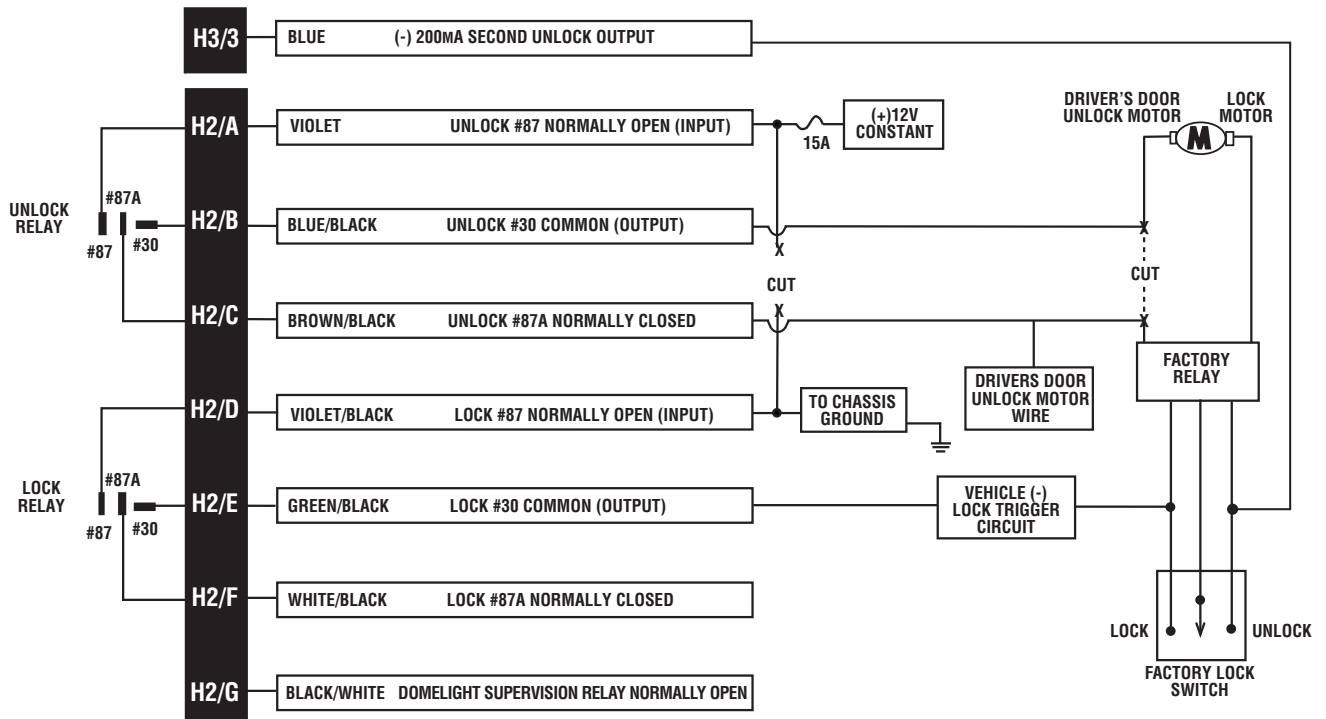 H3/3 BLUE (-) 200MA SECOND UNLOCK OUTPUT
H2/A VIOLET UNLOCK #87 NORMALLY OPEN (INPUT)
15A
(+)12V
CONSTANT
DRIVER'S DOOR
UNLOCK MOTOR
LOCK
MOTOR
M
UNLOCK
RELAY
#87A
#87
#30
H2/B BLUE/BLACK UNLOCK #30 COMMON (OUTPUT)
X
X
CUT
X
CUT
X
H2/C BROWN/BLACK UNLOCK #87A NORMALLY CLOSED
FACTORY
RELAY
DRIVERS DOOR
UNLOCK MOTOR
WIRE
H2/D VIOLET/BLACK LOCK #87 NORMALLY OPEN (INPUT)
TO CHASSIS
GROUND
LOCK
RELAY
#87A
#87
#30
H2/E GREEN/BLACK LOCK #30 COMMON (OUTPUT)
VEHICLE (-)
LOCK TRIGGER
CIRCUIT
H2/F WHITE/BLACK LOCK #87A NORMALLY CLOSED
LOCK
UNLOCK
FACTORY LOCK
SWITCH
H2/G BLACK/WHITE DOMELIGHT SUPERVISION RELAY NORMALLY OPEN